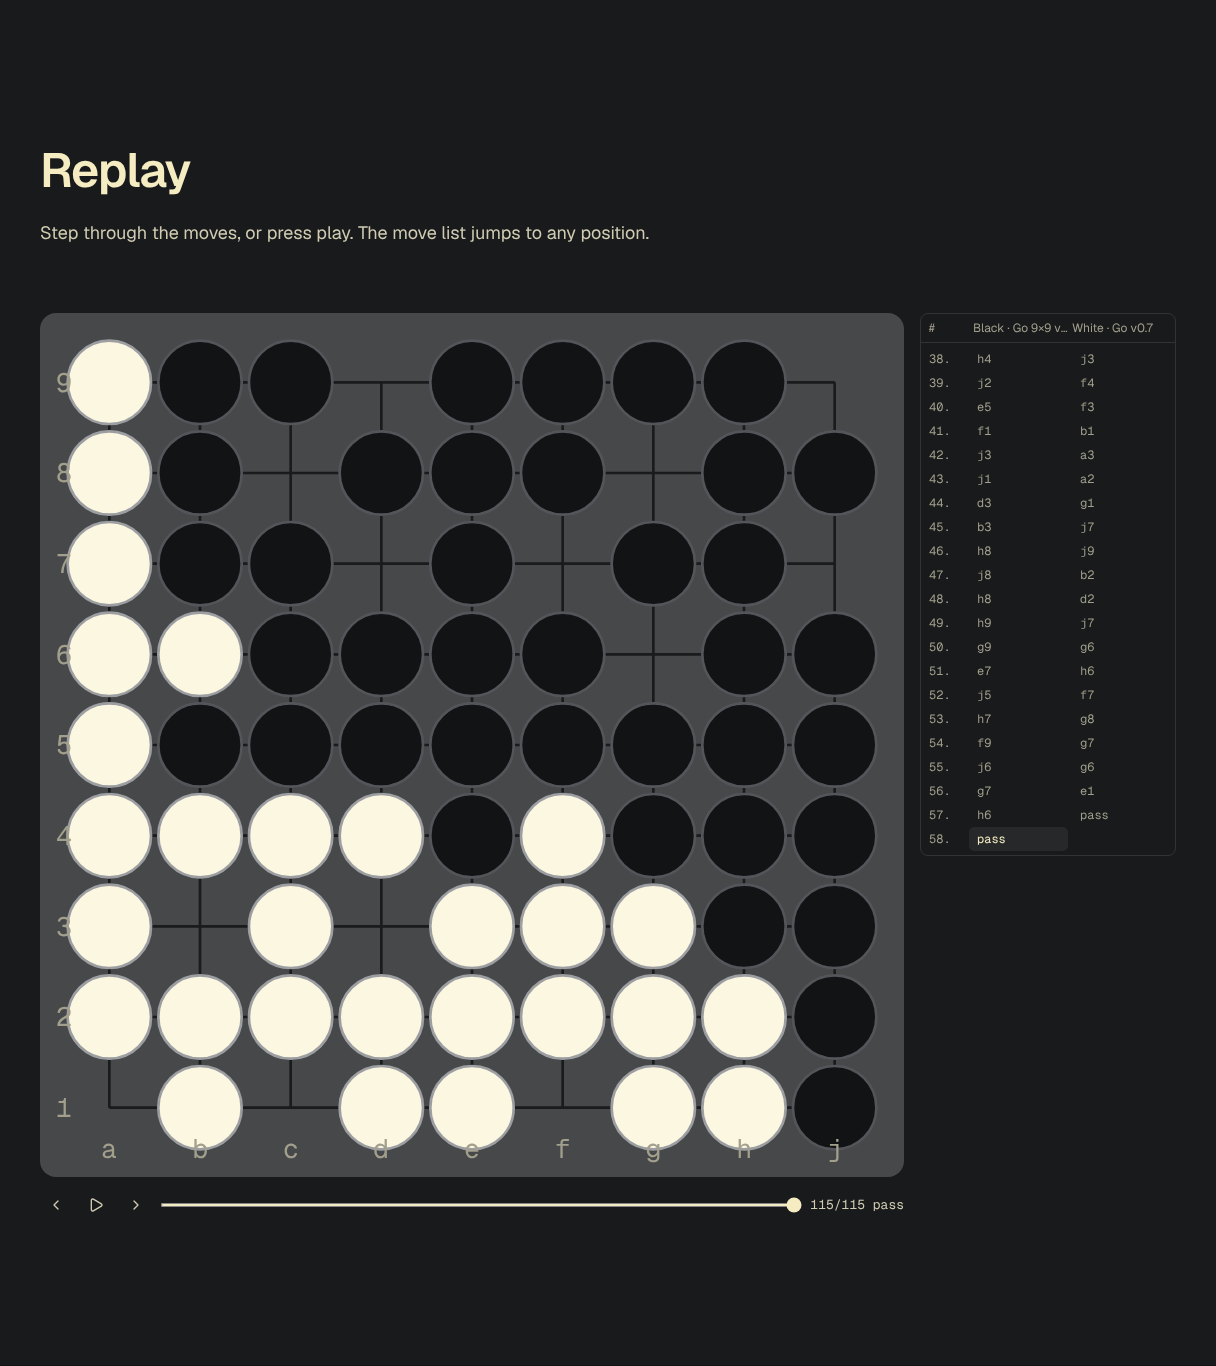 Replay
Step through the moves, or press play. The move list jumps to any position.
# Black · Go 9×9 v… White · Go v0.7
38. h4 j3
39. j2 f4
40. e5 f3
41. f1 b1
42. j3 a3
43. j1 a2
44. d3 g1
45. b3 j7
46. h8 j9
47. j8 b2
48. h8 d2
49. h9 j7
50. g9 g6
51. e7 h6
52. j5 f7
53. h7 g8
54. f9 g7
55. j6 g6
56. g7 e1
57. h6 pass
58. pass
9
8
7
6
5
4
3
2
1
a b c d e f g h j
115/115 pass